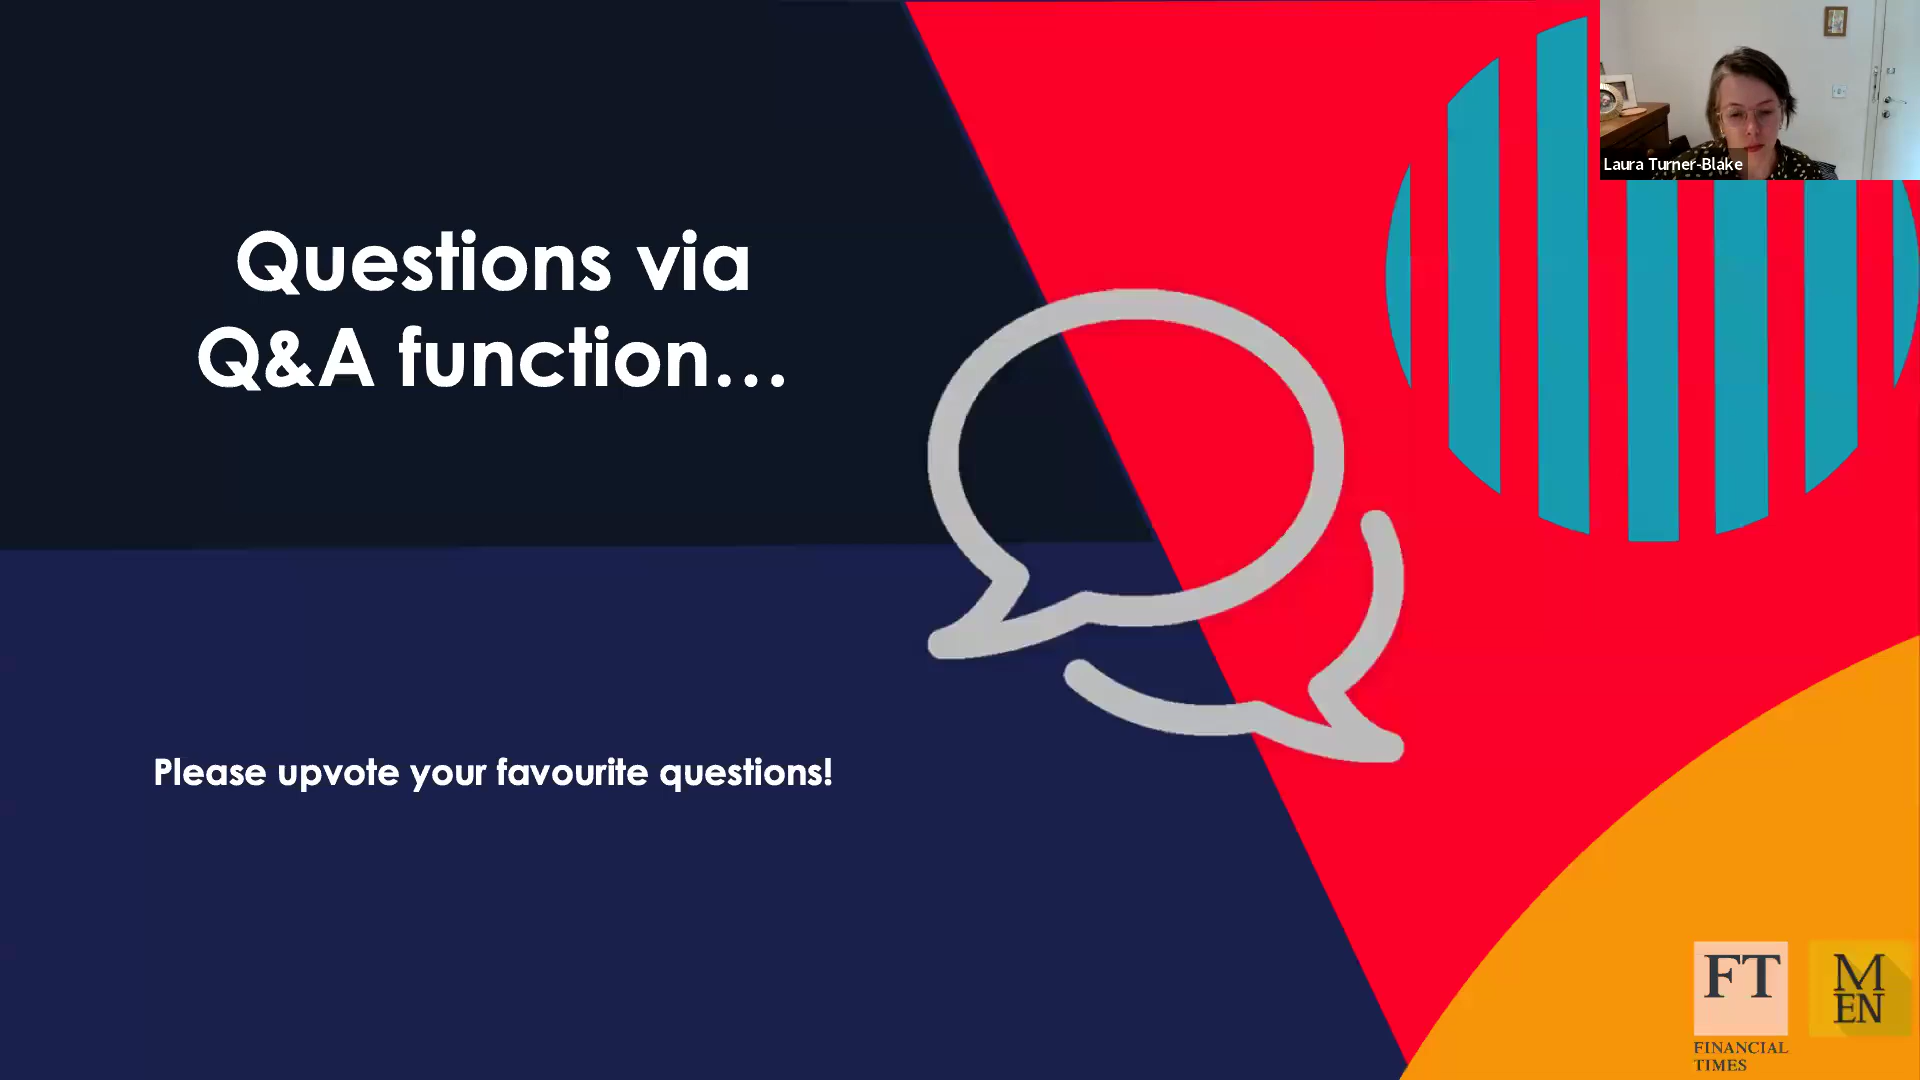 Laura Turner-Blake
Questions via
Q&A function...
Please upvote your favourite questions!
FT
FINANCIAL
TIMES
M
EN